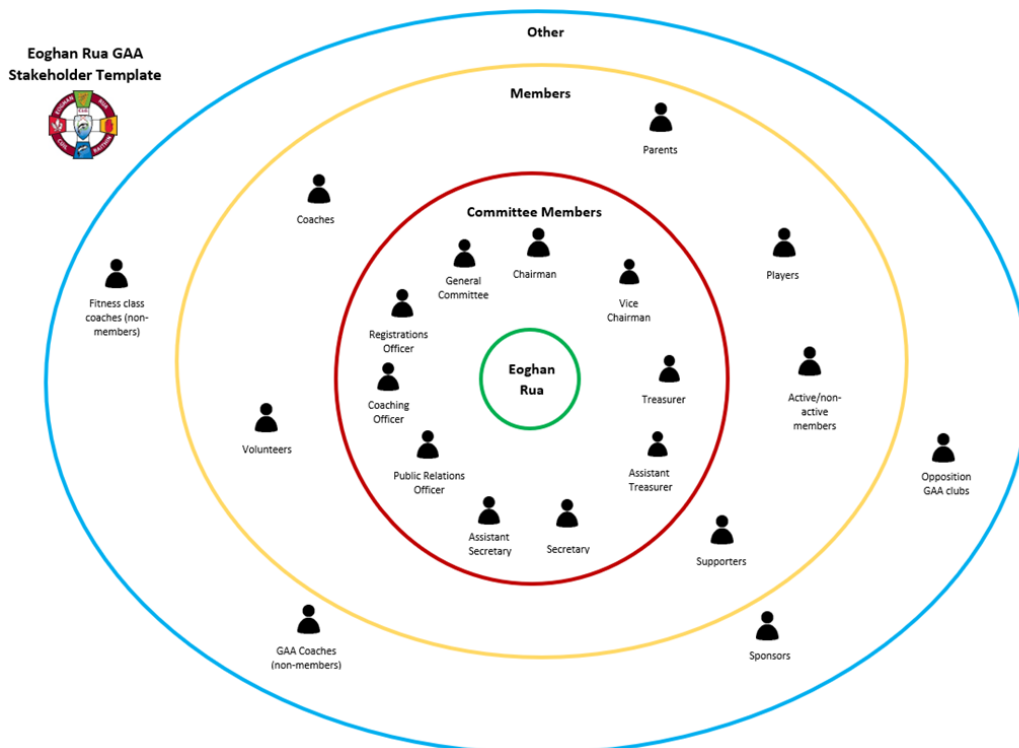 Other
Eoghan Rua GAA
Stakeholder Template
Members
Parents
Coaches
Committee Members
Chairman
General
Committee
Players
Fitness class
coaches (non-
members)
Vice
Chairman
Registrations
Officer
Eoghan
Rua
Treasurer
Coaching
Officer
Active/non-
active
members
Volunteers
Public Relations
Officer
Assistant
Treasurer
Opposition
GAA clubs
Assistant
Secretary
Secretary
Supporters
GAA Coaches
(non-members)
Sponsors